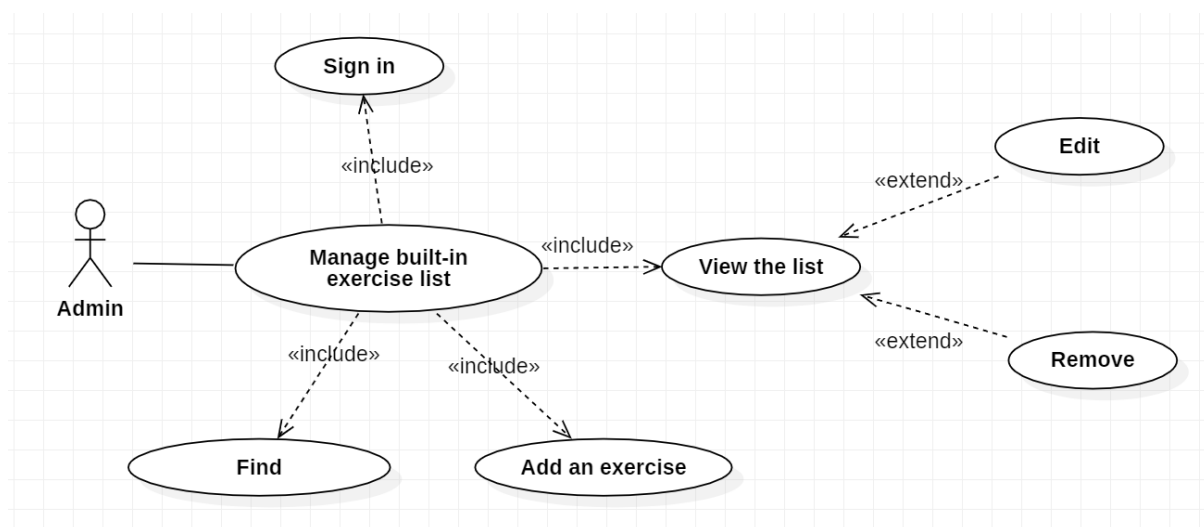 Sign in
Edit
«include»
«extend»
Manage built-in
exercise list
«include»
View the list
Admin
«include»
«include»
«extend»
Remove
Find
Add an exercise